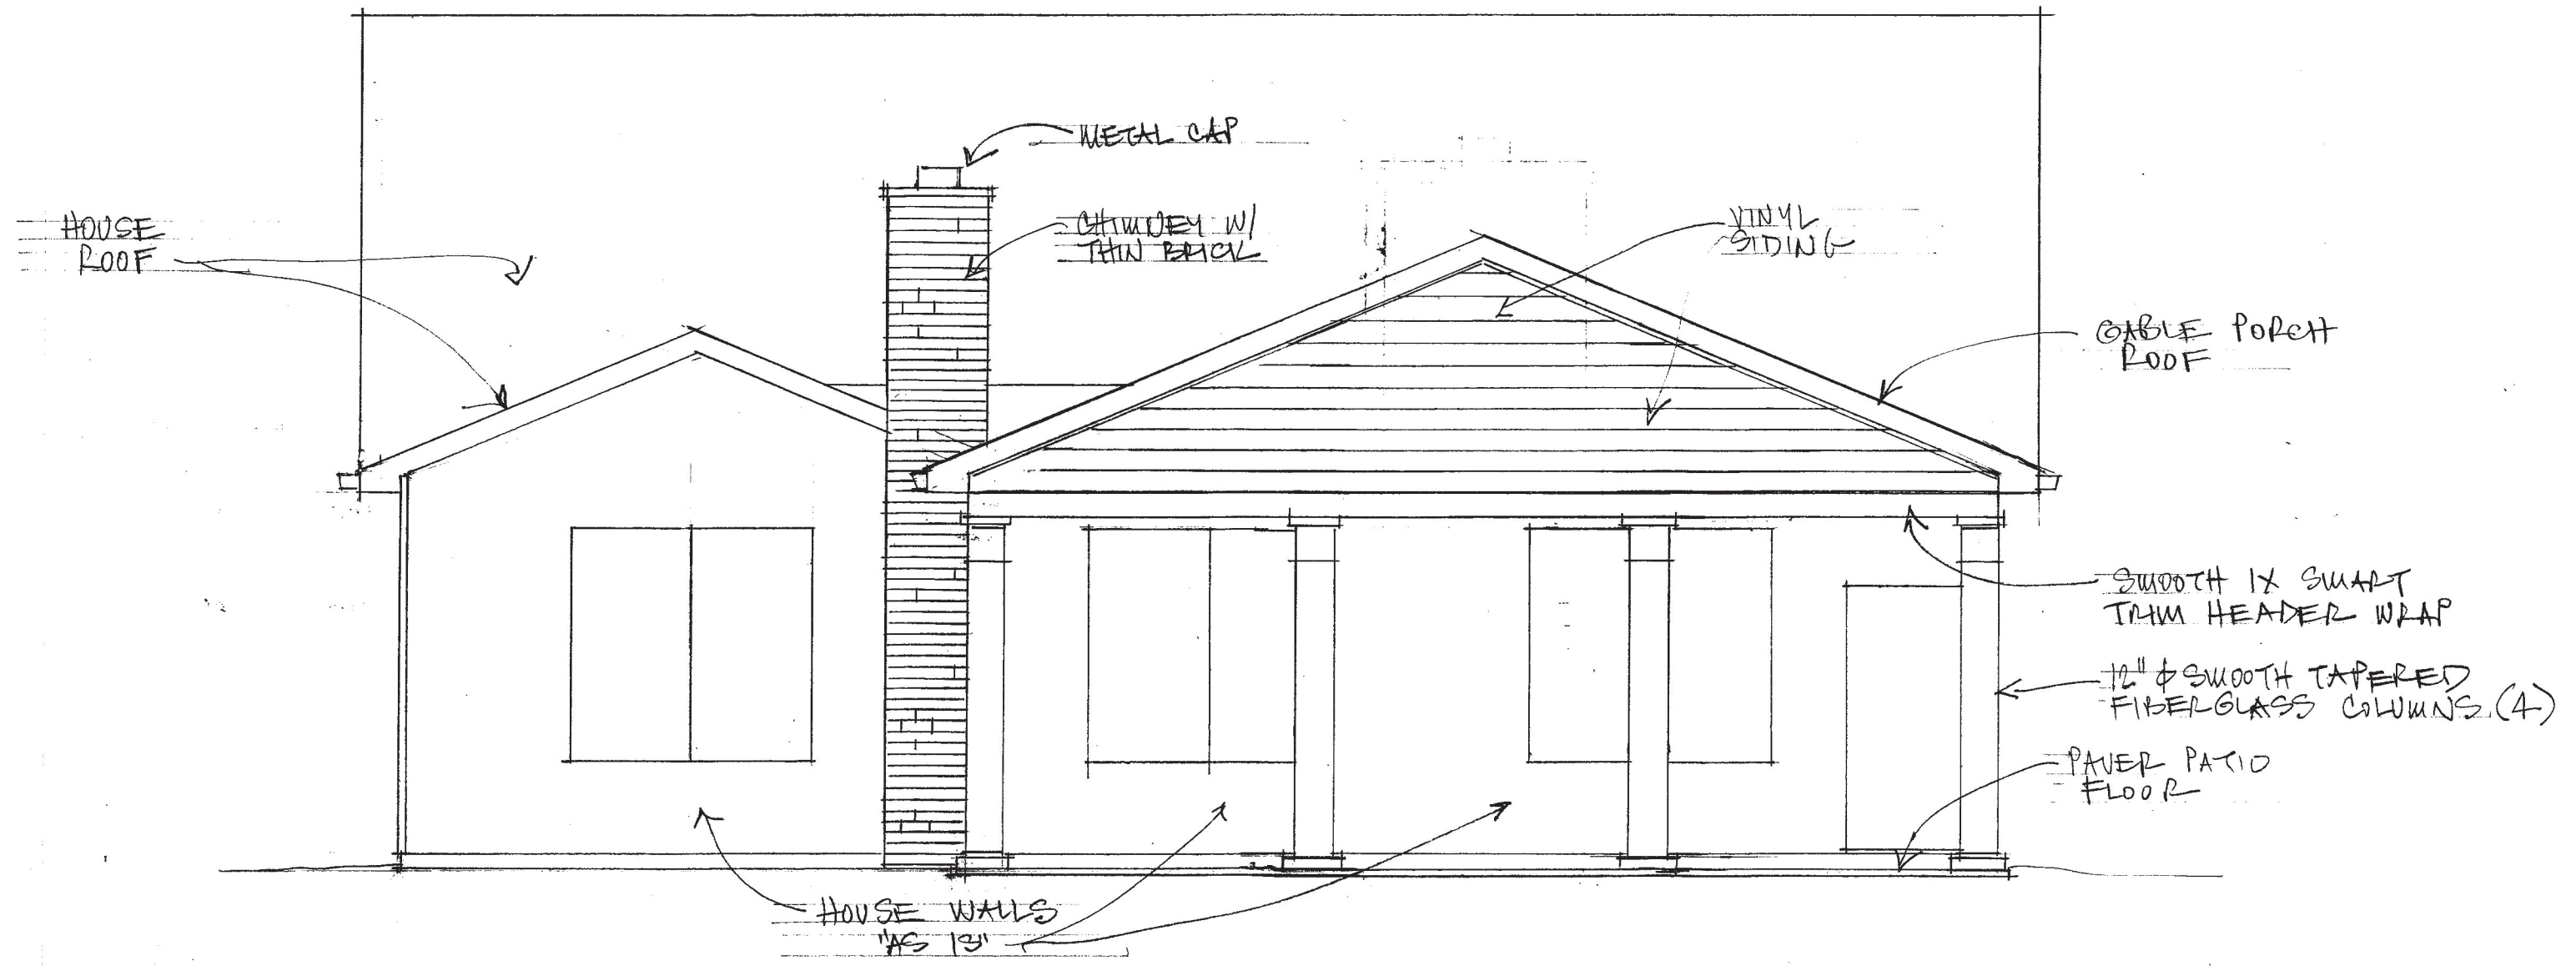 METAL CAP
HOUSE
ROOF
CHIMNEY W/
THIN BRICK
VINYL
SIDING
GABLE PORCH
ROOF
SMOOTH 1X SMART
TRIM HEADER WRAP
12" ϕ SMOOTH TAPERED
FIBERGLASS COLUMNS (4)
PAVER PATIO
FLOOR
HOUSE WALLS
"AS IS"